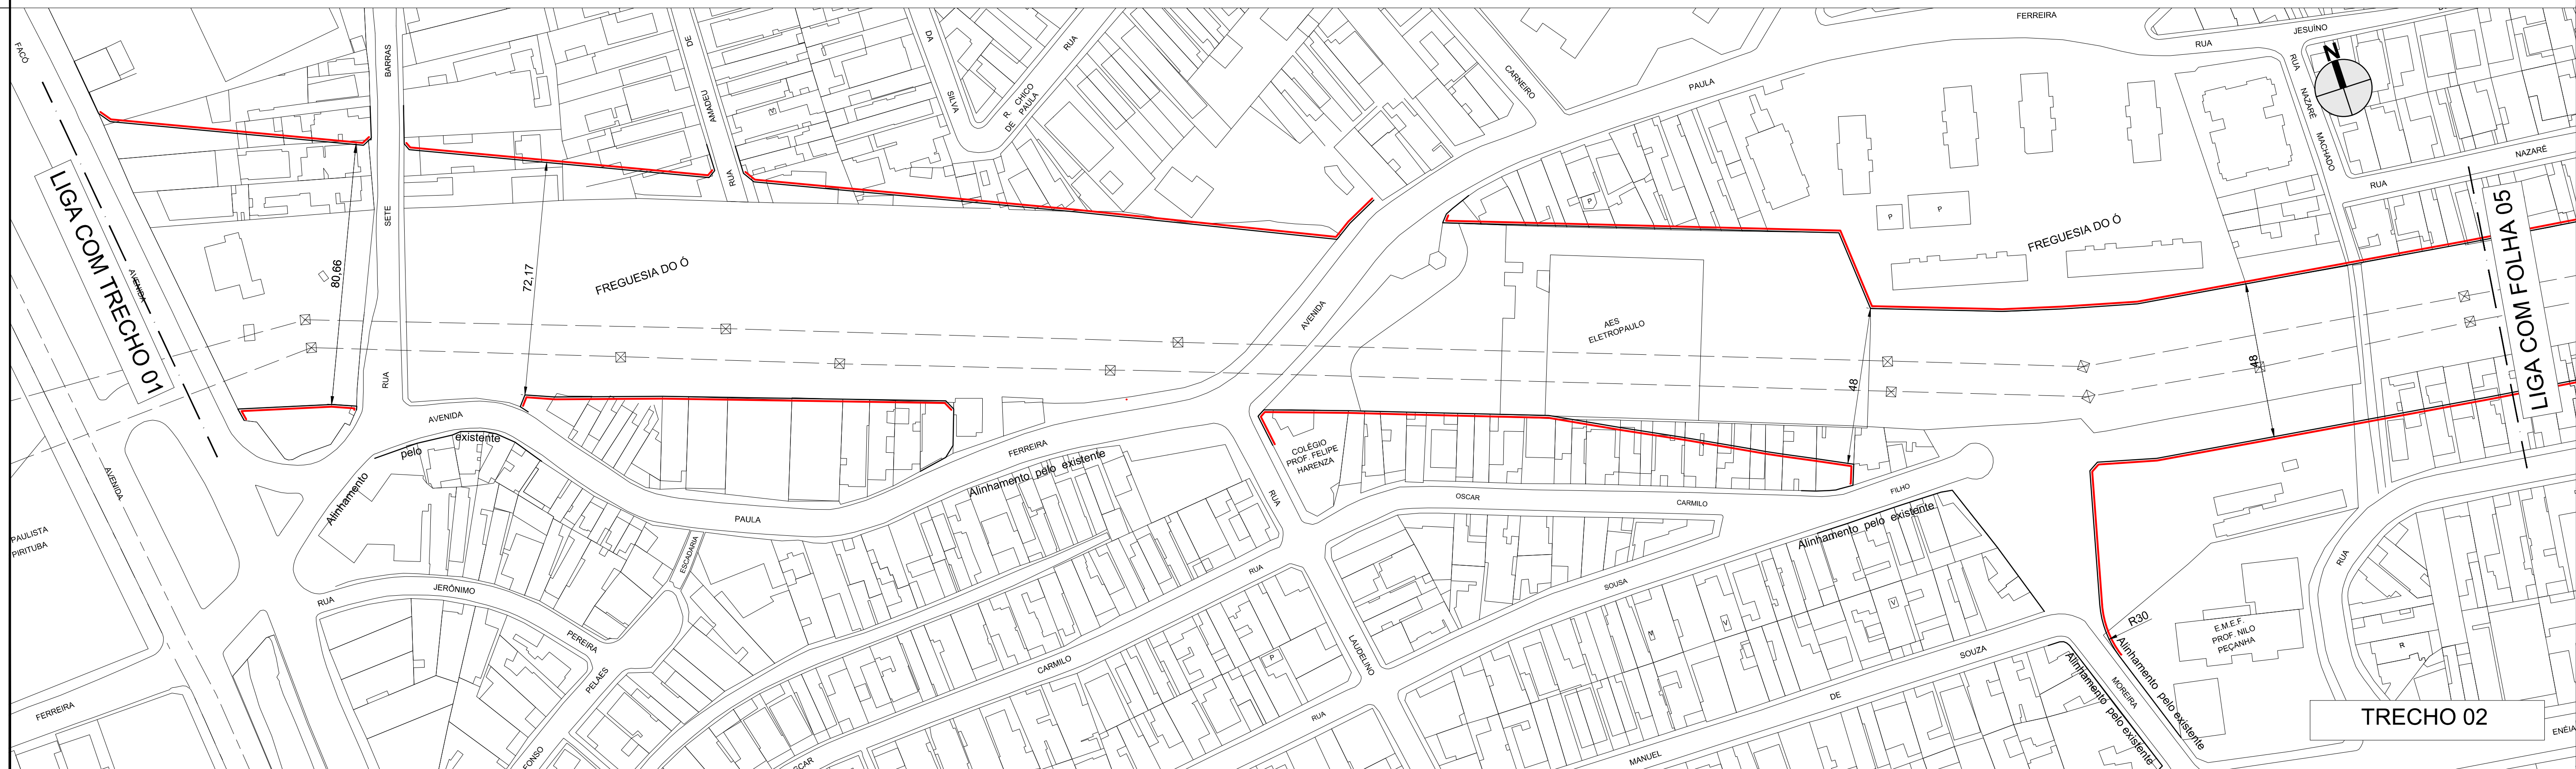 FACÓ
LIGA COM TRECHO 01
AVENIDA
BARRAS
SETE
RUA
80,66
72,17
DE
AMADEU
RUA
DA
SILVA
R. CHICO
DE PAULA
RUA
FREGUESIA DO Ó
CARNEIRO
PAULA
FERREIRA
RUA
JESUÍNO
RUA
NAZARÉ
MACHADO
N
RUA
NAZARÉ
LIGA COM FOLHA 05
P
P
P
FREGUESIA DO Ó
AVENIDA
AES
ELETROPAULO
48
48
AVENIDA
existente
pelo
Alinhamento
PAULA
FERREIRA
Alinhamento pelo existente
RUA
COLÉGIO
PROF. FELIPE
HARENZA
OSCAR
CARMILO
FILHO
Alinhamento pelo existente
AVENIDA
PAULISTA
PIRITUBA
ESCADARIA
RUA
JERÔNIMO
PEREIRA
PELAES
FONSO
FERREIRA
RUA
CARMILO
SCAR
P
LAUDELINO
RUA
SOUSA
V
V
MANUEL
DE
SOUZA
R30
Alinhamento pelo existente
MOREIRA
Alinhamento pelo existente
E.M.E.F.
PROF. NILO
PEÇANHA
RUA
R
TRECHO 02
ENÉIA